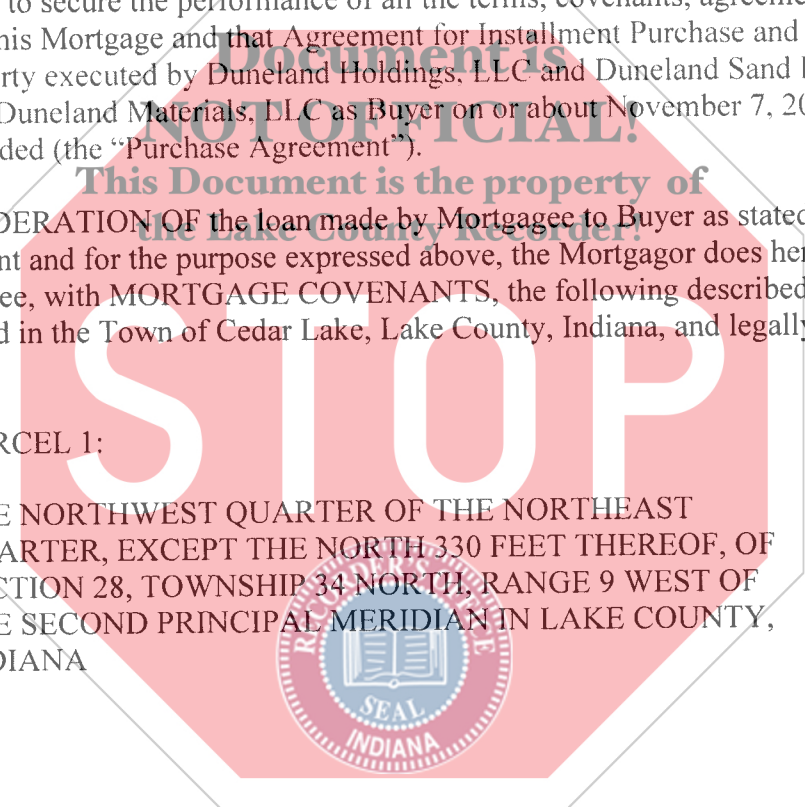 to secure the performance of all the terms, covenants, agreeme
his Mortgage and that Agreement for Installment Purchase and
Document is
rty executed by Duneland Holdings, LLC and Duneland Sand
Duneland Materials, LLC as Buyer on or about November 7, 20
NOT OFFICIAL!
ded (the “Purchase Agreement”).
This Document is the property of
DERATION OF the loan made by Mortgagee to Buyer as stated
the Lake County Recorder!
nt and for the purpose expressed above, the Mortgagor does her
ee, with MORTGAGE COVENANTS, the following described
d in the Town of Cedar Lake, Lake County, Indiana, and legally
STOP
RCEL 1:
E NORTHWEST QUARTER OF THE NORTHEAST
ARTER, EXCEPT THE NORTH 330 FEET THEREOF, OF
CTION 28, TOWNSHIP 34 NORTH, RANGE 9 WEST OF
E SECOND PRINCIPAL MERIDIAN IN LAKE COUNTY,
DIANA
RECORDER'S OFFICE
SEAL
INDIANA